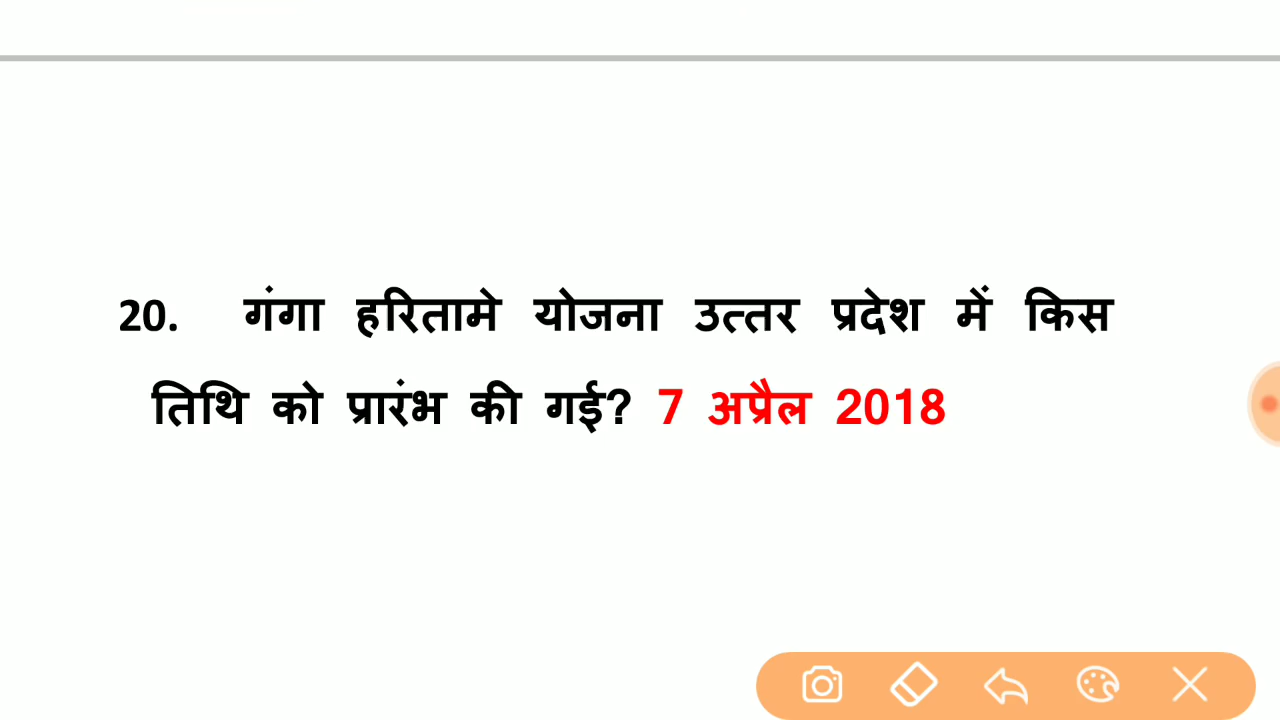 20. गंगा हरितामे योजना उत्तर प्रदेश में किस
तिथि को प्रारंभ की गई? 7 अप्रैल 2018